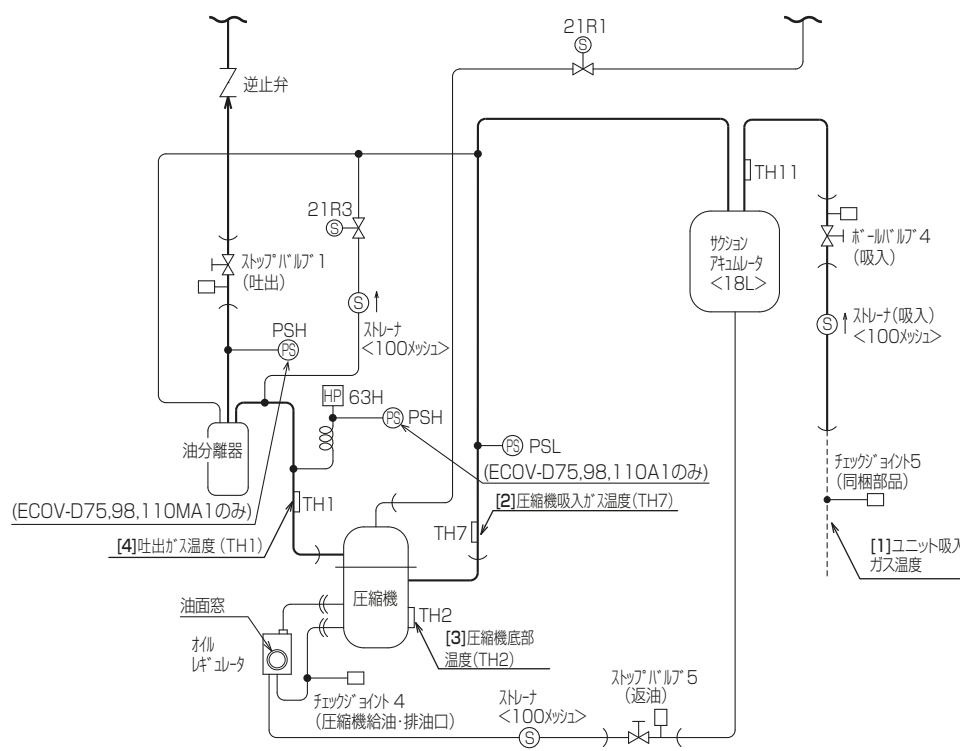 21R1
逆止弁
TH11
21R3
S
S
ストップバルブ1
(吐出)
サクション
アキュムレータ
<18L>
ボールバルブ4
(吸入)
S
ストレーナ
<100メッシュ>
S
ストレーナ(吸入)
<100メッシュ>
PSH
PS
HP
63H
PS
PSH
PS
PSL
油分離器
(ECOV-D75,98,110A1のみ)
チェックジョイント5
(同梱部品)
(ECOV-D75,98,110MA1のみ)
TH1
[2]圧縮機吸入ガス温度(TH7)
[4]吐出ガス温度(TH1)
TH7
[1]ユニット吸入
ガス温度
圧縮機
油面窓
TH2
オイル
レギュレータ
[3]圧縮機底部
温度(TH2)
チェックジョイント4
(圧縮機給油・排油口)
ストレーナ
<100メッシュ>
S
ストップバルブ5
(返油)